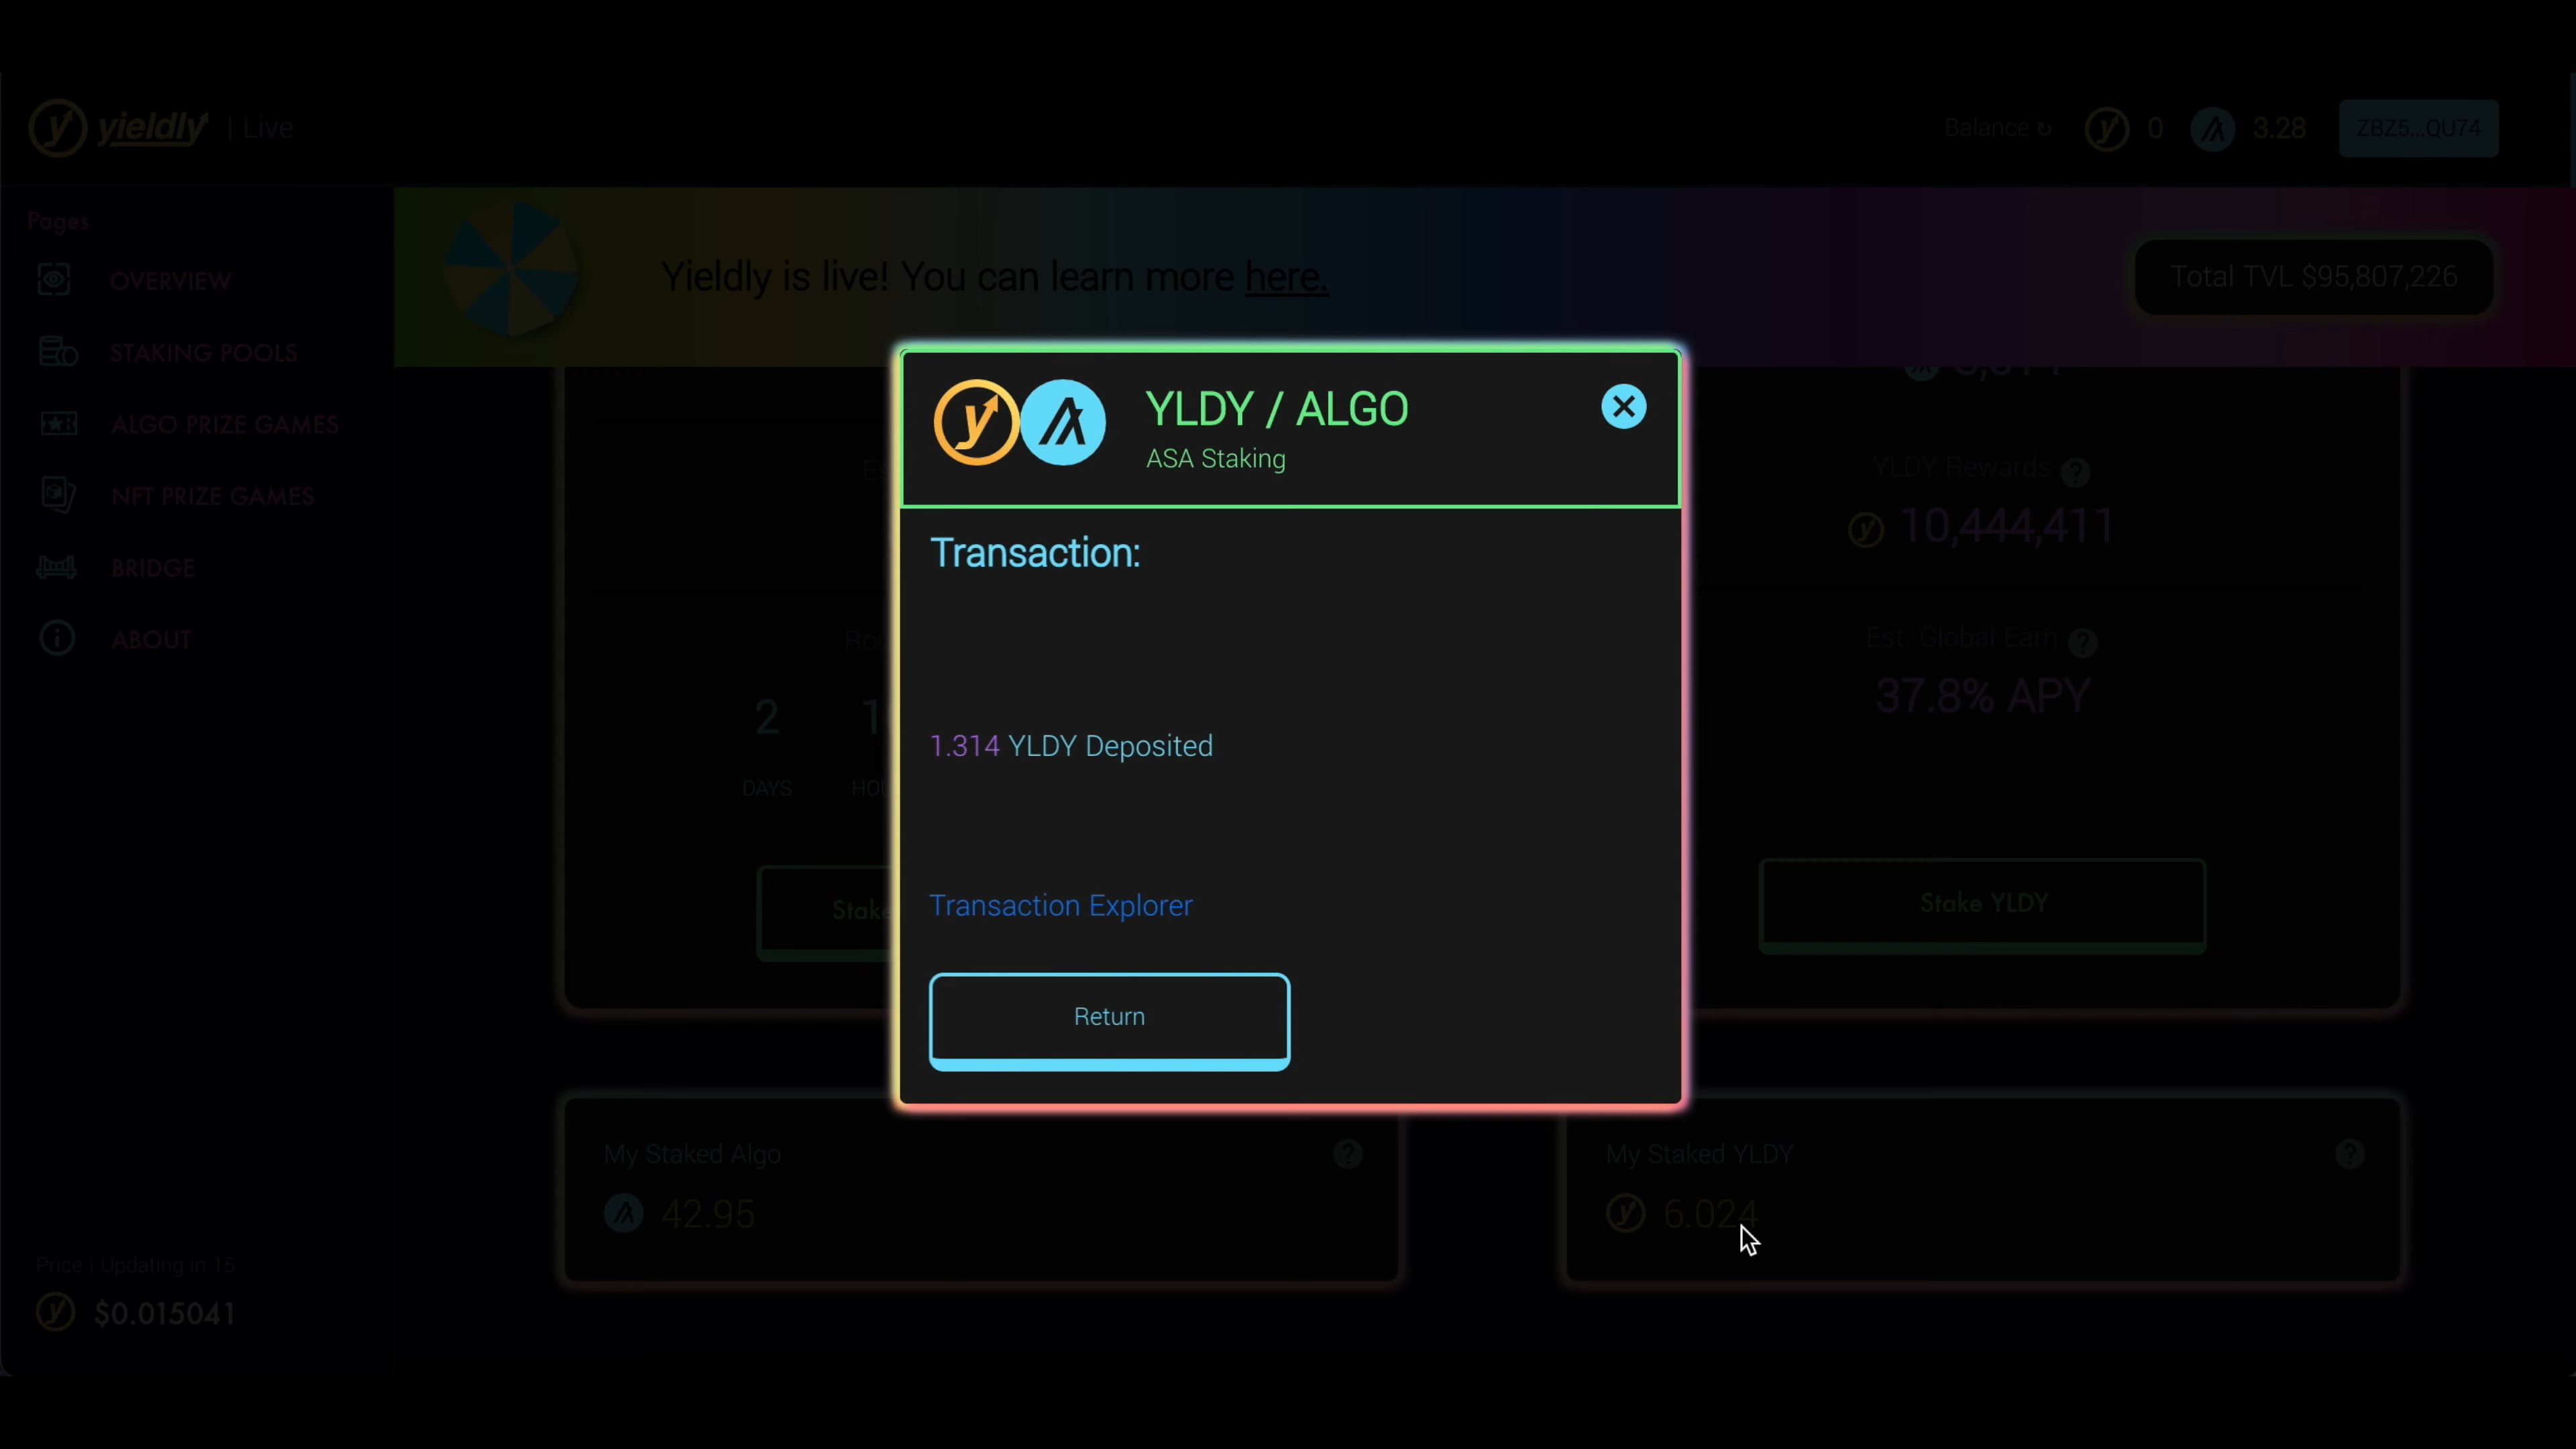 yieldly | Live
Balance 0 3.28 ZBZ5...QU74
Pages
OVERVIEW
STAKING POOLS
ALGO PRIZE GAMES
NFT PRIZE GAMES
BRIDGE
ABOUT
Yieldly is live! You can learn more here.
Total TVL $95,807,226
YLDY / ALGO
ASA Staking
Transaction:
1.314 YLDY Deposited
Transaction Explorer
Return
YLDY Rewards ?
10,444,411
Est. Global Earn ?
37.8% APY
2
DAYS
Stake YLDY
My Staked Algo ?
42.95
My Staked YLDY ?
6.024
Price | Updating in 15
$0.015041